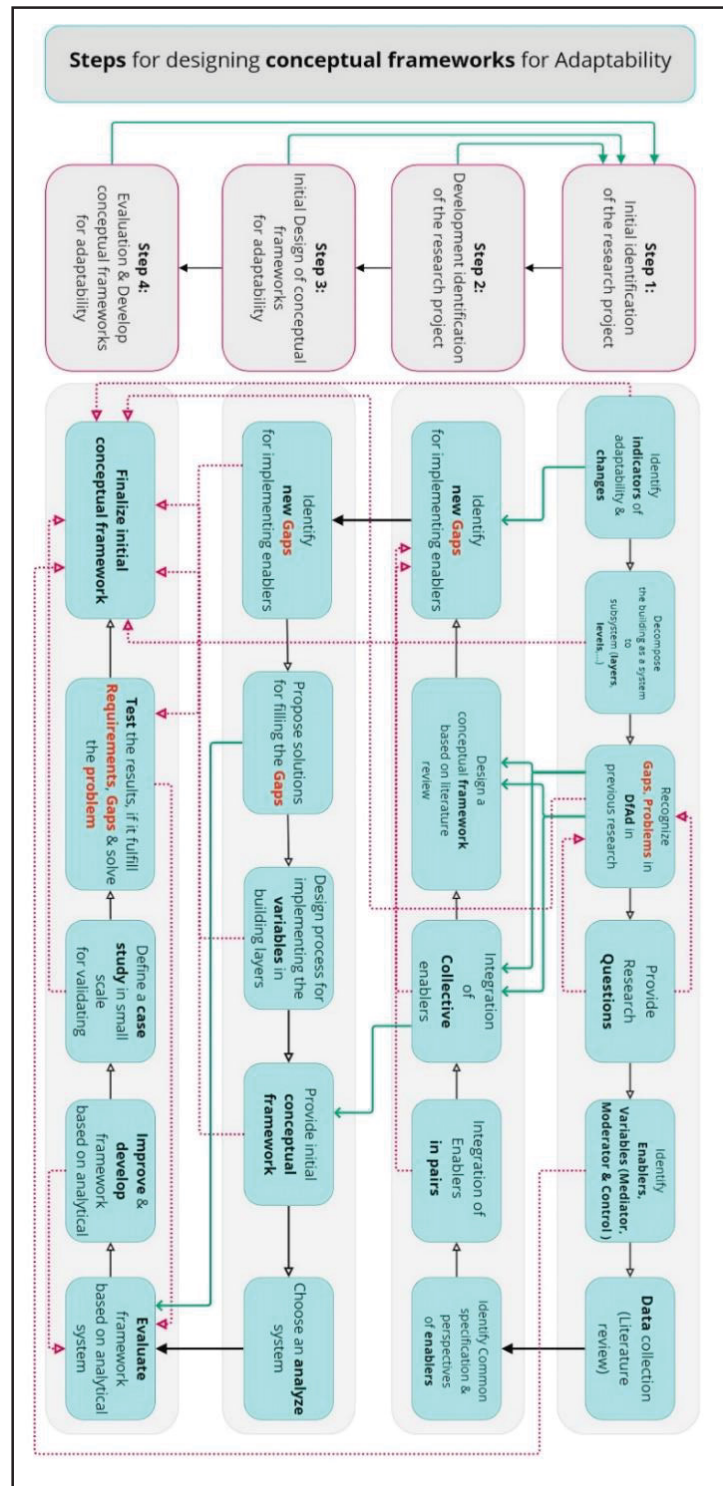 Steps for designing conceptual frameworks for Adaptability
Step 1:
Initial identification
of the research project
Step 2:
Development identification
of the research project
Step 3:
Initial Design of conceptual
frameworks
for adaptability
Step 4:
Evaluation & Develop
conceptual frameworks
for adaptability
Identify
indicators of
adaptability &
changes
Decompose
the building as a system
to
subsystem (layers,
levels,...)
Recognize
Gaps, Problems in
DfAd in
previous research
Provide
Research
Questions
Identify
Enablers,
Variables (Mediator,
Moderator & Control )
Data collection
(Literature
review)
Identify
new Gaps
for implementing enablers
Design a
conceptual framework
based on literature
review
Integration
of
Collective
enablers
Integration of
Enablers
in pairs
Identify Common
specification &
perspectives
of enablers
Identify
new Gaps
for implementing enablers
Propose solutions
for filling the Gaps
Design process for
implementing the
variables in
building layers
Provide initial
conceptual
framework
Choose an analyze
system
Finalize initial
conceptual framework
Test the results, if it fulfill
Requirements, Gaps & solve
the problem
Define a case
study in small
scale
for validating
Improve &
develop
framework
based on analytical
Evaluate
framework
based on analytical
system